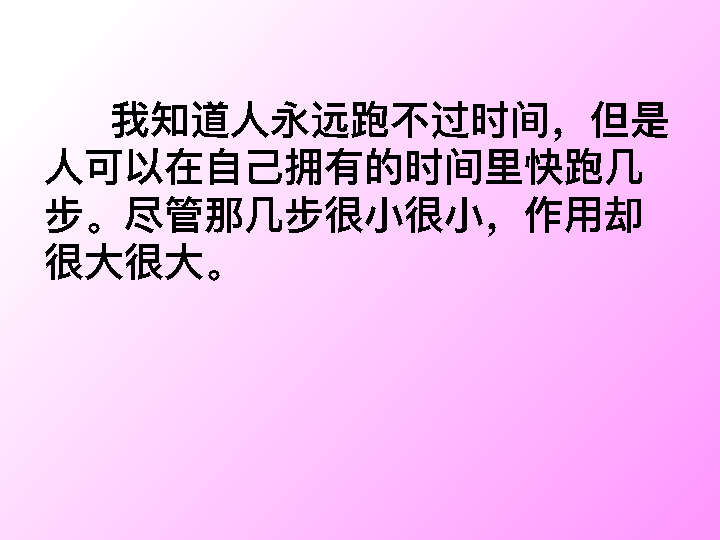 我知道人永远跑不过时间，但是
人可以在自己拥有的时间里快跑几
步。尽管那几步很小很小，作用却
很大很大。